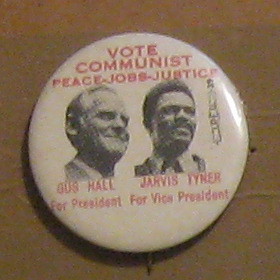 VOTE
COMMUNIST
PEACE-JOBS-JUSTICE
GUS HALL JARVIS TYNER
For President For Vice President